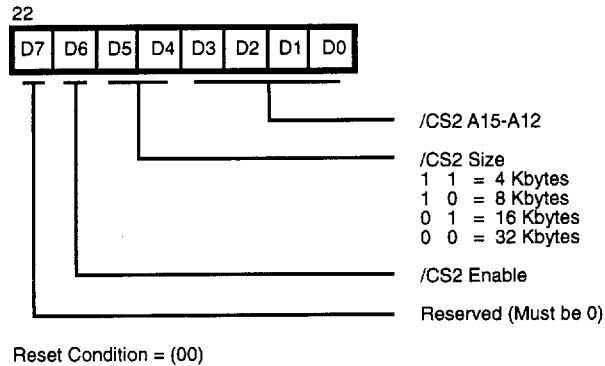 22
D7 D6 D5 D4 D3 D2 D1 D0
/CS2 A15-A12
/CS2 Size
1 1 = 4 Kbytes
1 0 = 8 Kbytes
0 1 = 16 Kbytes
0 0 = 32 Kbytes
/CS2 Enable
Reserved (Must be 0)
Reset Condition = (00)